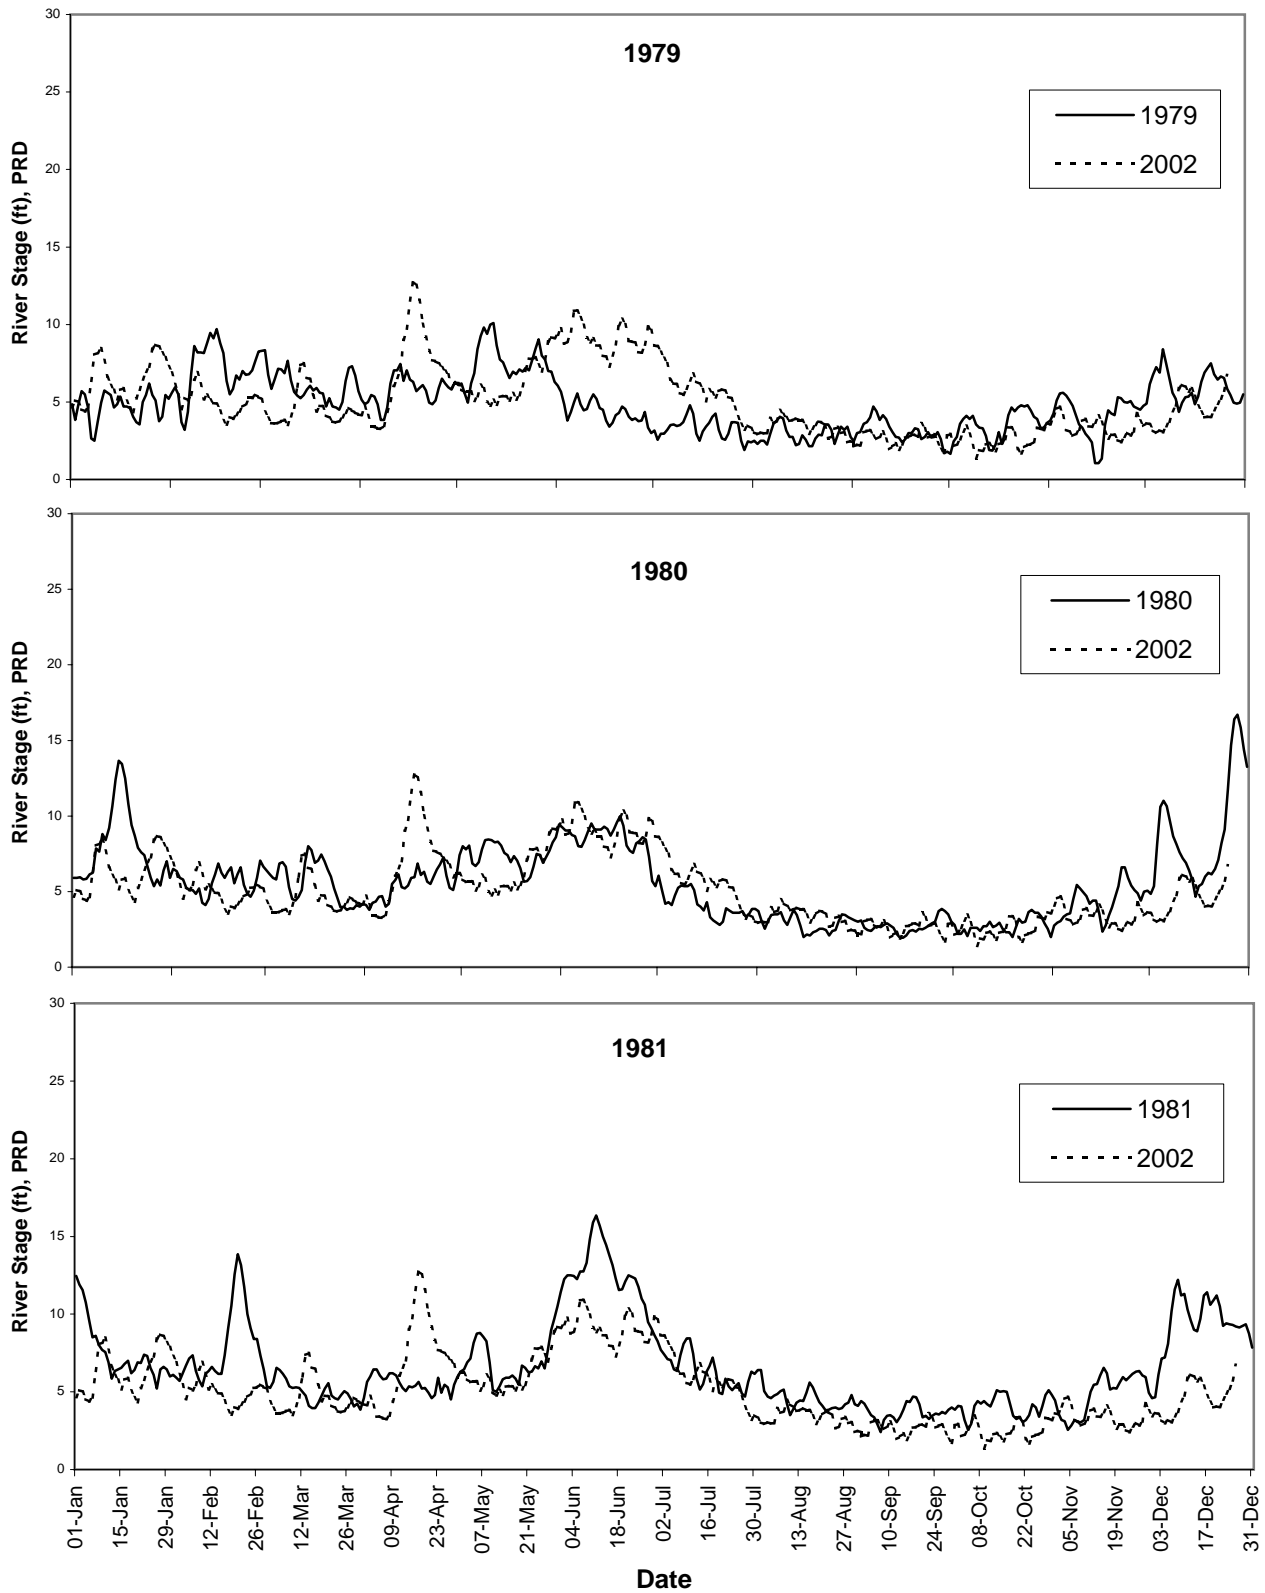 1979
30
25
20
15
10
5
0
River Stage (ft), PRD
1979
2002
1980
30
25
20
15
10
5
0
River Stage (ft), PRD
1980
2002
1981
30
25
20
15
10
5
0
River Stage (ft), PRD
1981
2002
01-Jan
15-Jan
29-Jan
12-Feb
26-Feb
12-Mar
26-Mar
09-Apr
23-Apr
07-May
21-May
04-Jun
18-Jun
02-Jul
16-Jul
30-Jul
13-Aug
27-Aug
10-Sep
24-Sep
08-Oct
22-Oct
05-Nov
19-Nov
03-Dec
17-Dec
31-Dec
Date